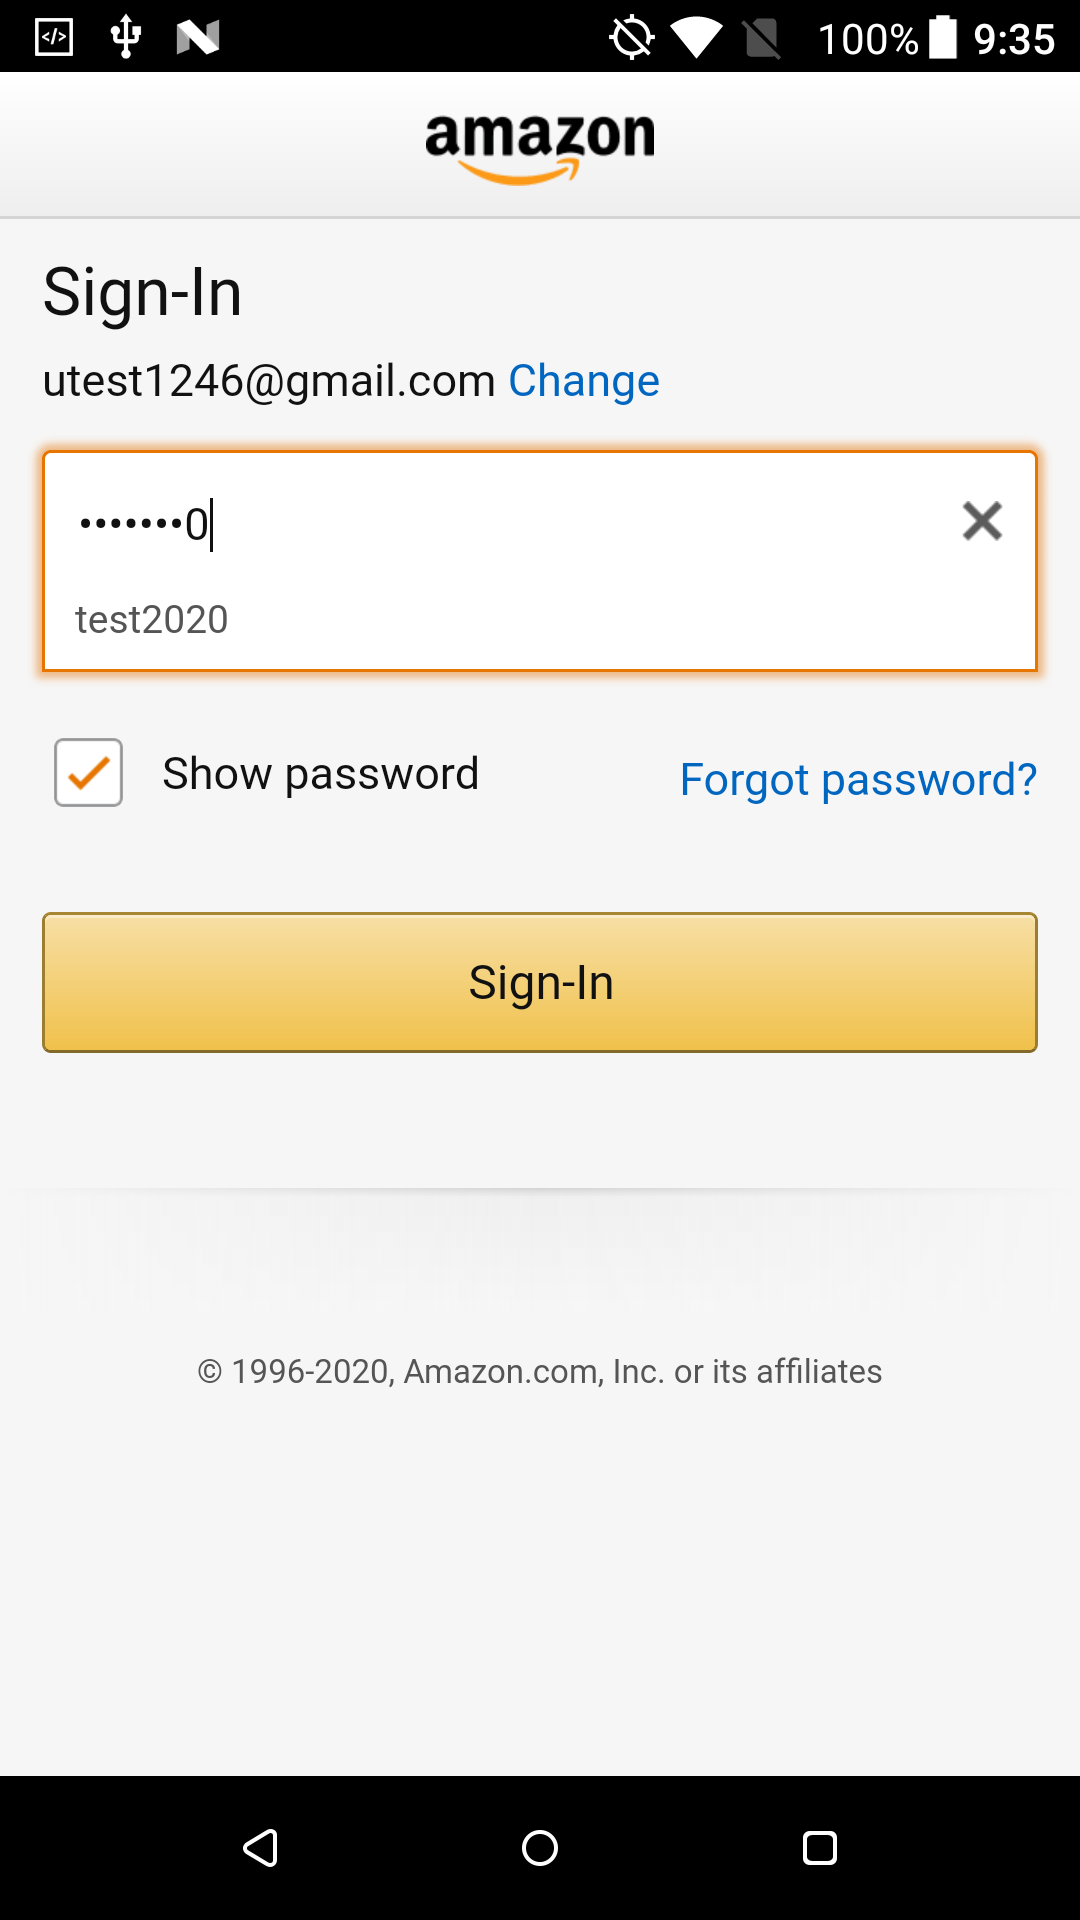 100% 9:35
amazon
Sign-In
utest1246@gmail.com Change
•••••••0
test2020
Show password
Forgot password?
Sign-In
© 1996-2020, Amazon.com, Inc. or its affiliates